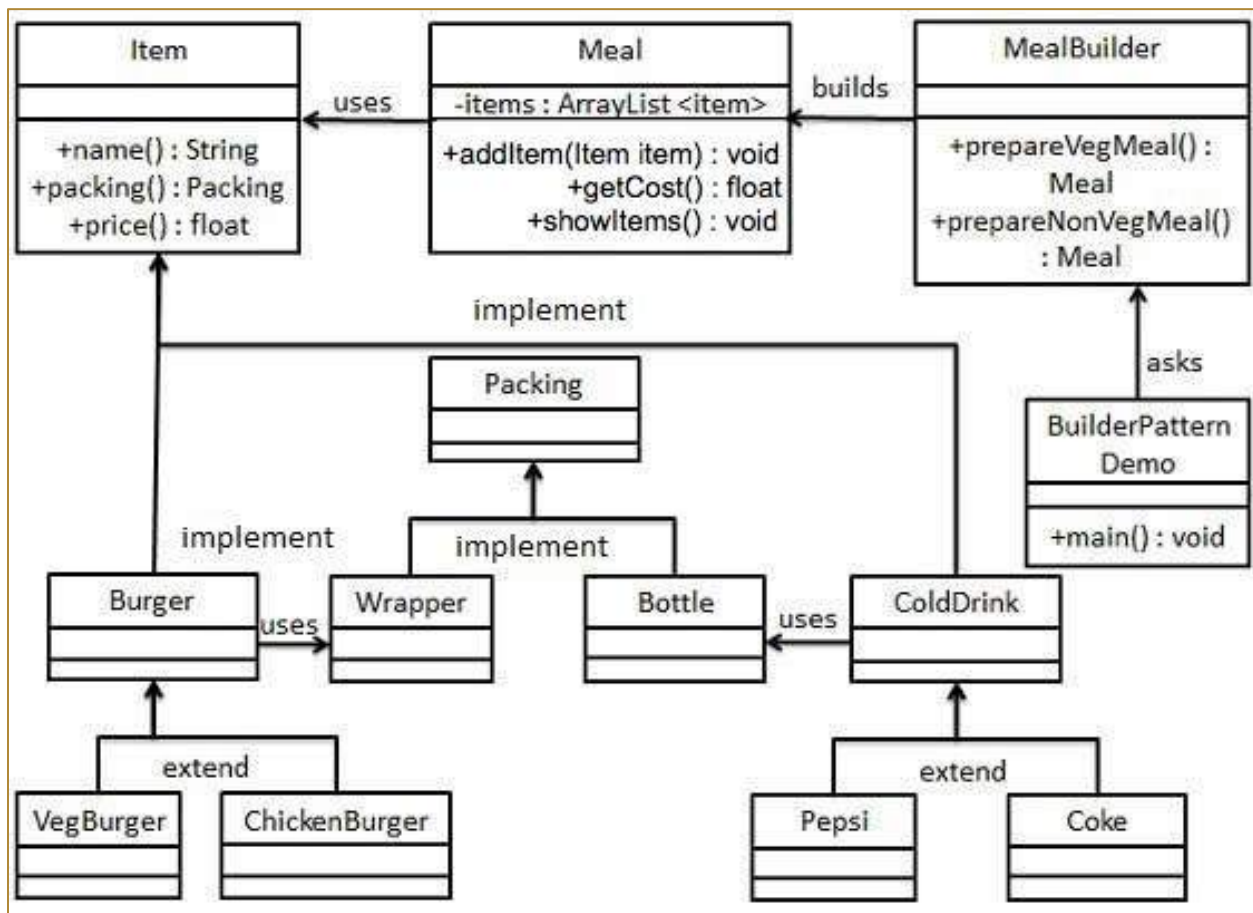 Item
uses
+name() : String
+packing() : Packing
+price() : float
Meal
-items : ArrayList <item>
+addItem(Item item) : void
+getCost() : float
+showItems() : void
builds
MealBuilder
+prepareVegMeal() :
Meal
+prepareNonVegMeal()
: Meal
implement
asks
Packing
BuilderPattern
Demo
+main() : void
implement
implement
Burger
uses
Wrapper
Bottle
uses
ColdDrink
extend
extend
VegBurger
ChickenBurger
Pepsi
Coke